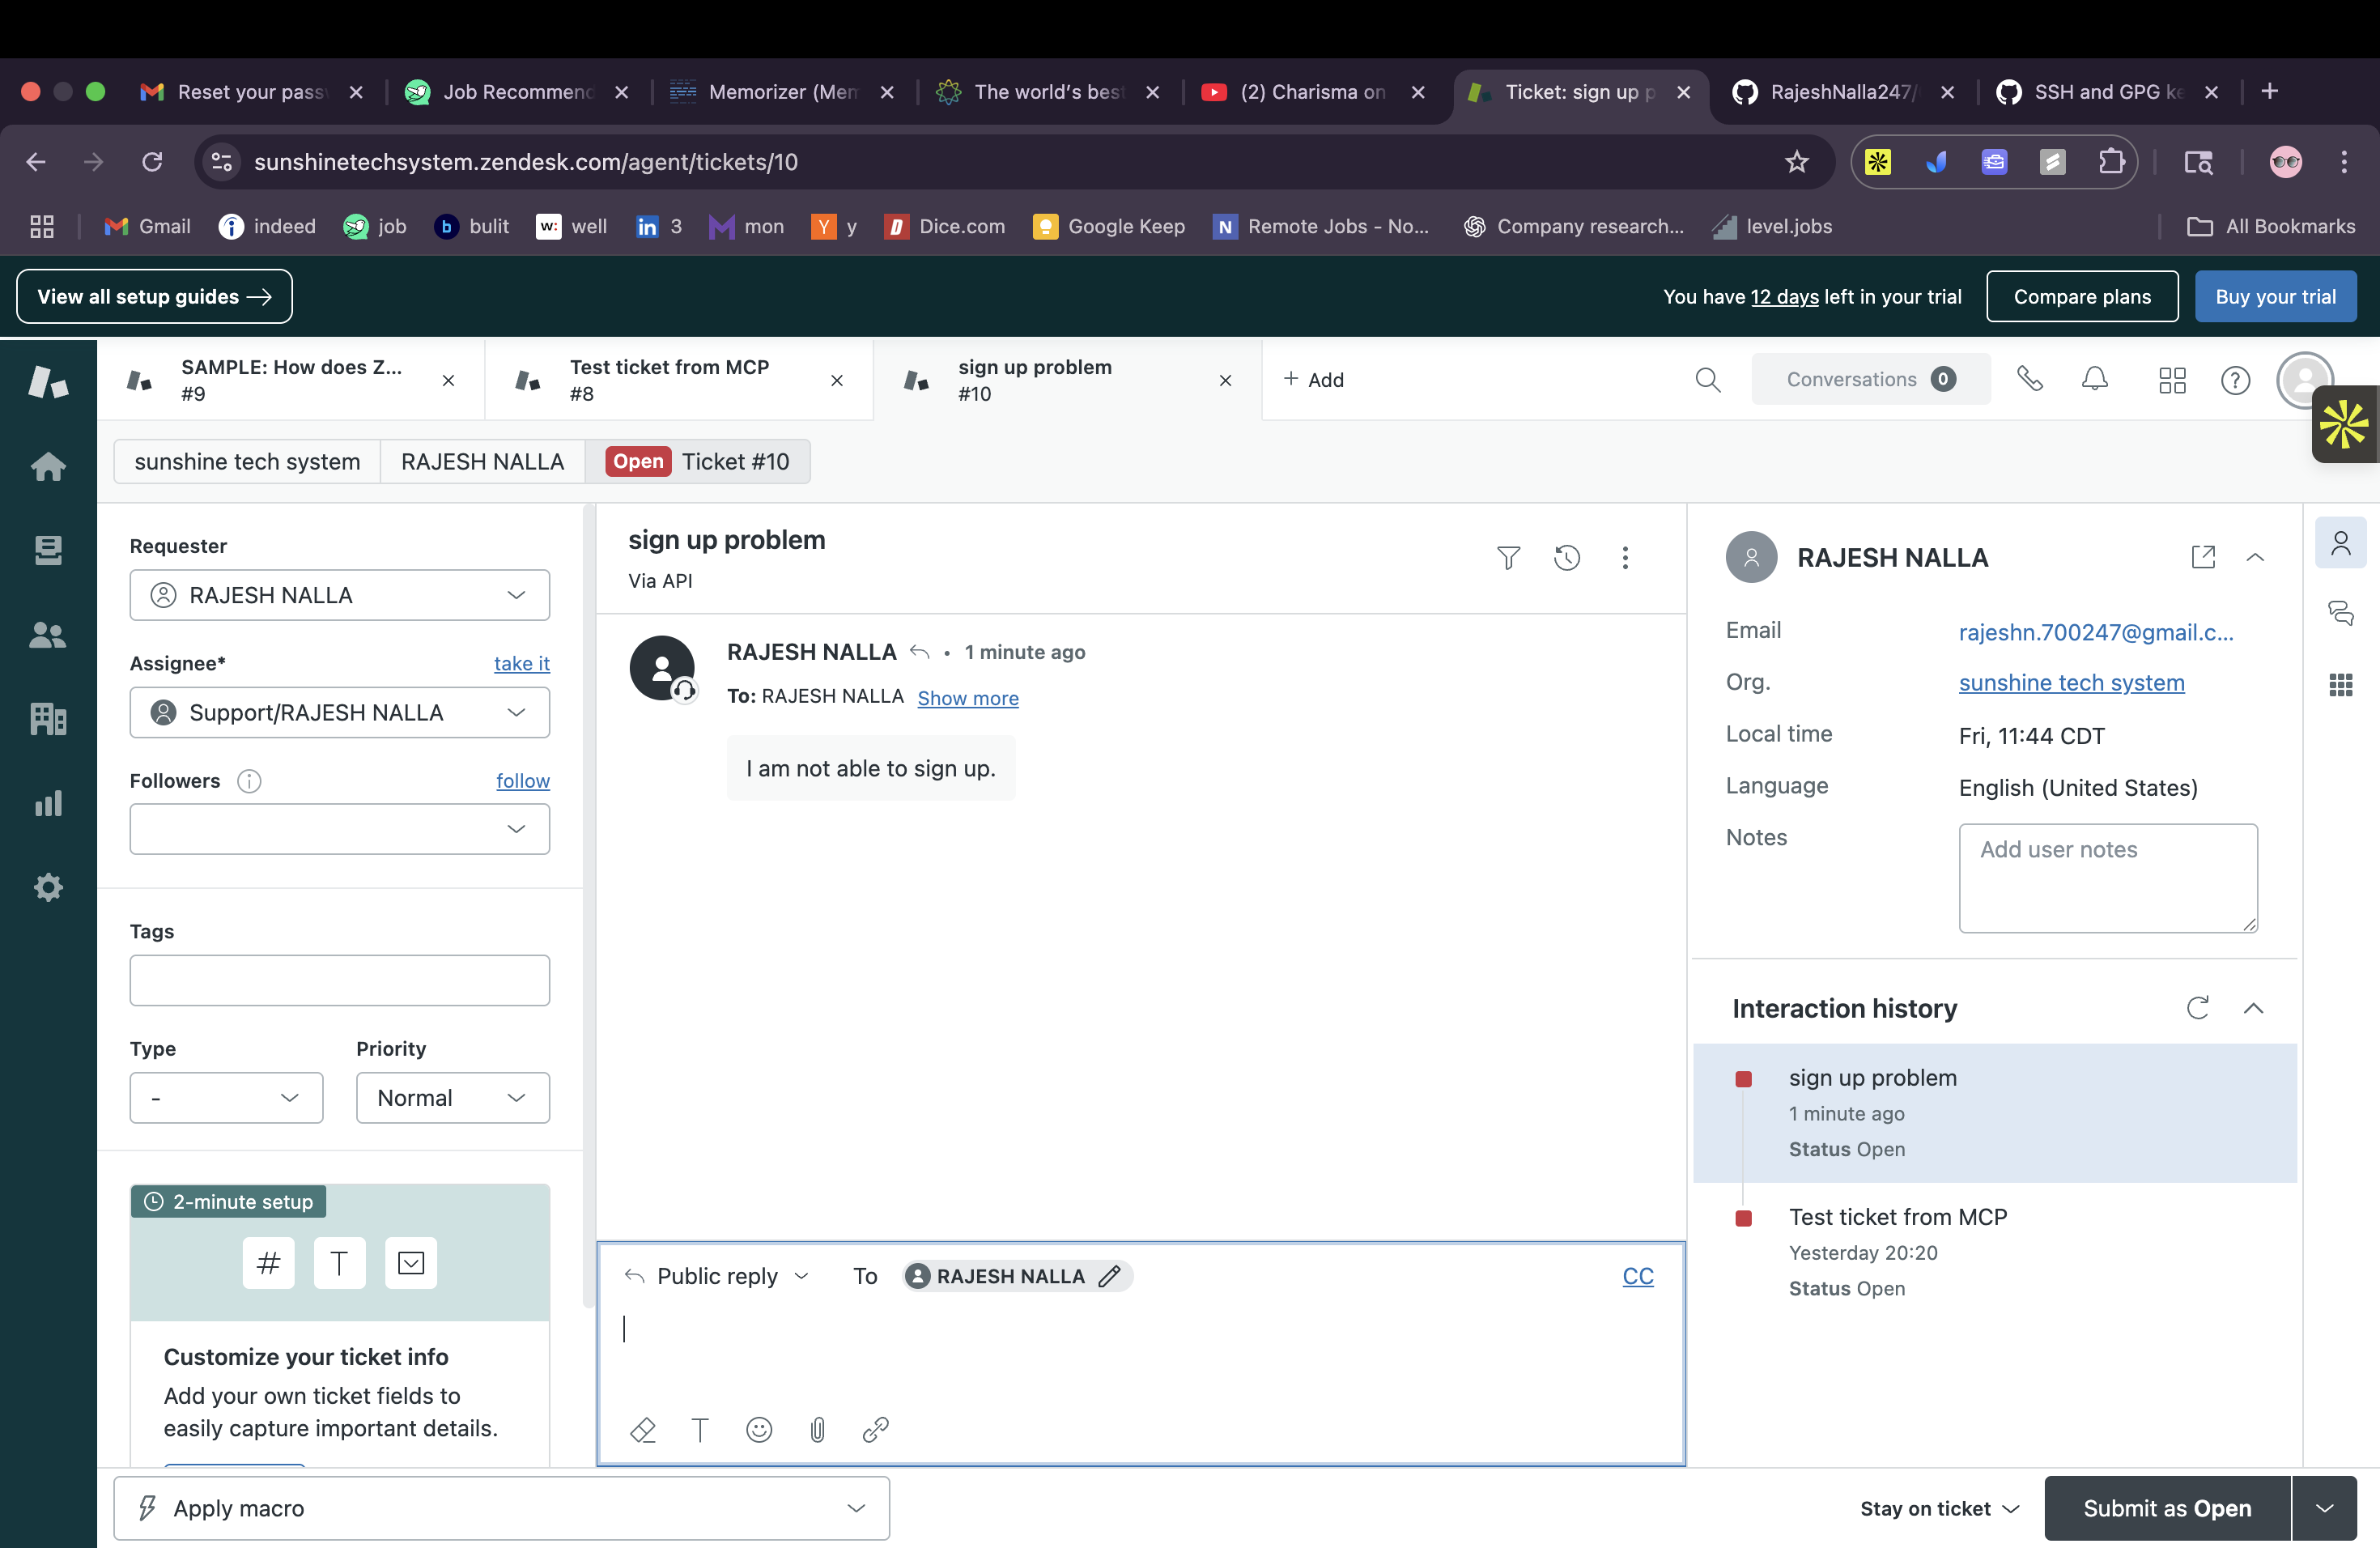 Reset your passw
Job Recommend
Memorizer (Mem
The world's best
(2) Charisma on
Ticket: sign up p
RajeshNalla247/
SSH and GPG ke
sunshinetechsystem.zendesk.com/agent/tickets/10
Gmail
indeed
job
bulit
well
3
mon
y
Dice.com
Google Keep
Remote Jobs - No...
Company research...
level.jobs
All Bookmarks
View all setup guides →
You have 12 days left in your trial
Compare plans
Buy your trial
SAMPLE: How does Z...
#9
Test ticket from MCP
#8
sign up problem
#10
+ Add
Conversations 0
sunshine tech system
RAJESH NALLA
Open Ticket #10
Requester
RAJESH NALLA
Assignee*
take it
Support/RAJESH NALLA
Followers
follow
Tags
Type
Priority
-
Normal
2-minute setup
# T
Customize your ticket info
Add your own ticket fields to
easily capture important details.
sign up problem
Via API
RAJESH NALLA • 1 minute ago
To: RAJESH NALLA Show more
I am not able to sign up.
Public reply
To
RAJESH NALLA
CC
T
RAJESH NALLA
Email
rajeshn.700247@gmail.c...
Org.
sunshine tech system
Local time
Fri, 11:44 CDT
Language
English (United States)
Notes
Add user notes
Interaction history
sign up problem
1 minute ago
Status Open
Test ticket from MCP
Yesterday 20:20
Status Open
Apply macro
Stay on ticket
Submit as Open